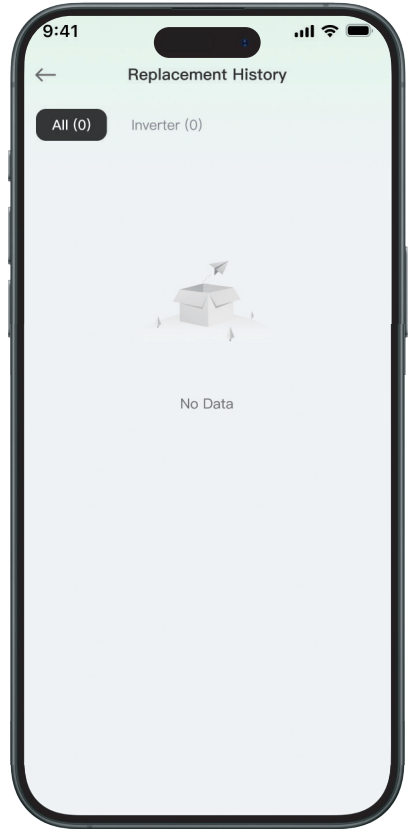 9:41
Replacement History
All (0)
Inverter (0)
No Data